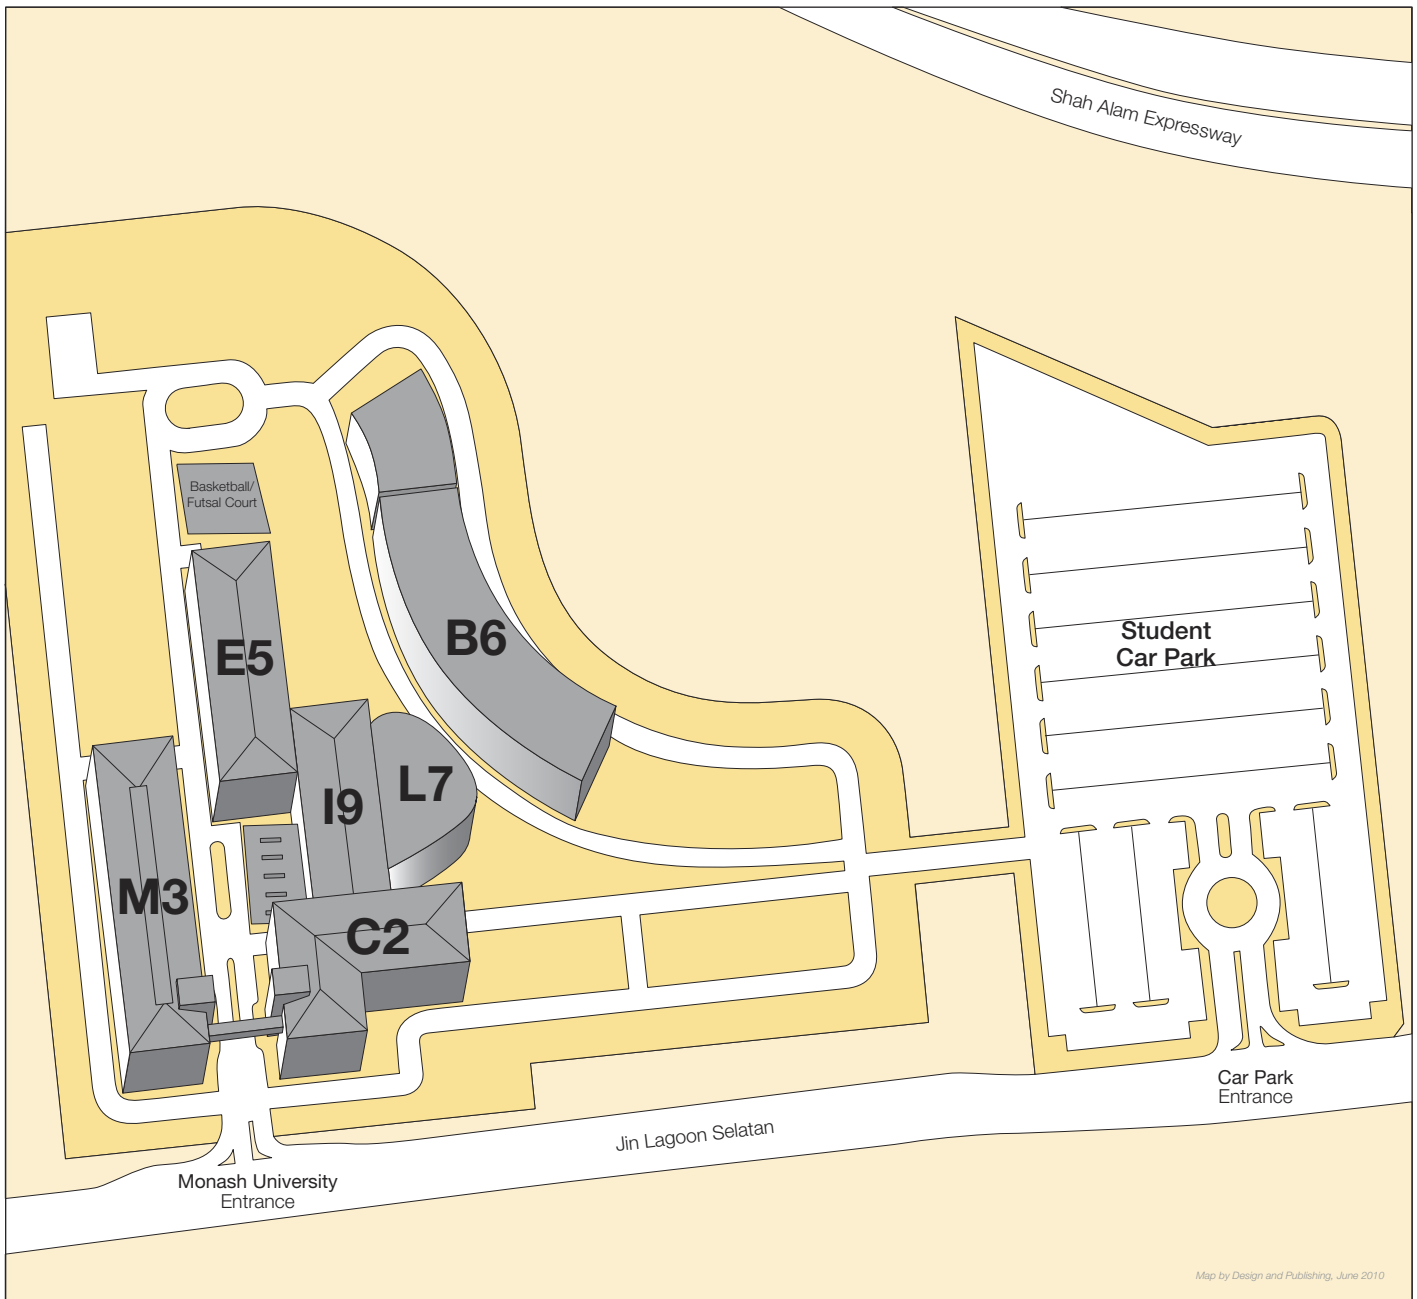 Shah Alam Expressway
Basketball/
Futsal Court
E5
B6
Student
Car Park
L7
I9
M3
C2
Car Park
Entrance
Jin Lagoon Selatan
Monash University
Entrance
Map by Design and Publishing, June 2010